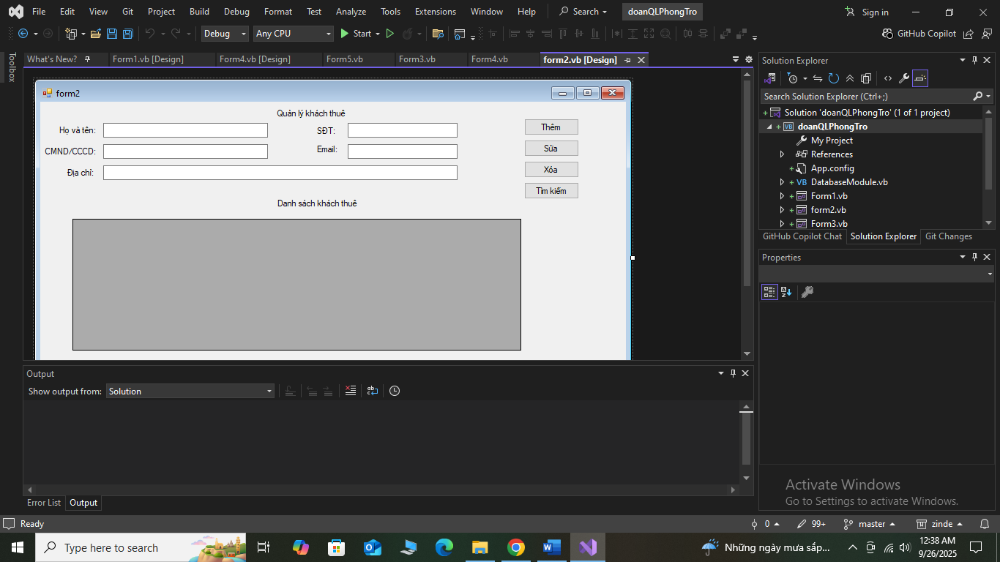 File Edit View Git Project Build Debug Format Test Analyze Tools Extensions Window Help Search doanQLPhongTro Sign in
Debug Any CPU Start GitHub Copilot
Toolbox
What's New? Form1.vb [Design] Form4.vb [Design] Form5.vb Form3.vb Form4.vb form2.vb [Design]
form2
Quản lý khách thuê
Họ và tên: SĐT: Thêm
CMND/CCCD: Email: Sửa
Địa chỉ: Xóa
Tìm kiếm
Danh sách khách thuê
Solution Explorer
Search Solution Explorer (Ctrl+;)
Solution 'doanQLPhongTro' (1 of 1 project)
VB doanQLPhongTro
My Project
References
App.config
VB DatabaseModule.vb
Form1.vb
form2.vb
Form3.vb
GitHub Copilot Chat Solution Explorer Git Changes
Properties
Output
Show output from: Solution
Error List Output
Activate Windows
Go to Settings to activate Windows.
Ready 0 99+ master zinde
Type here to search Những ngày mưa sắp... 12:38 AM
9/26/2025